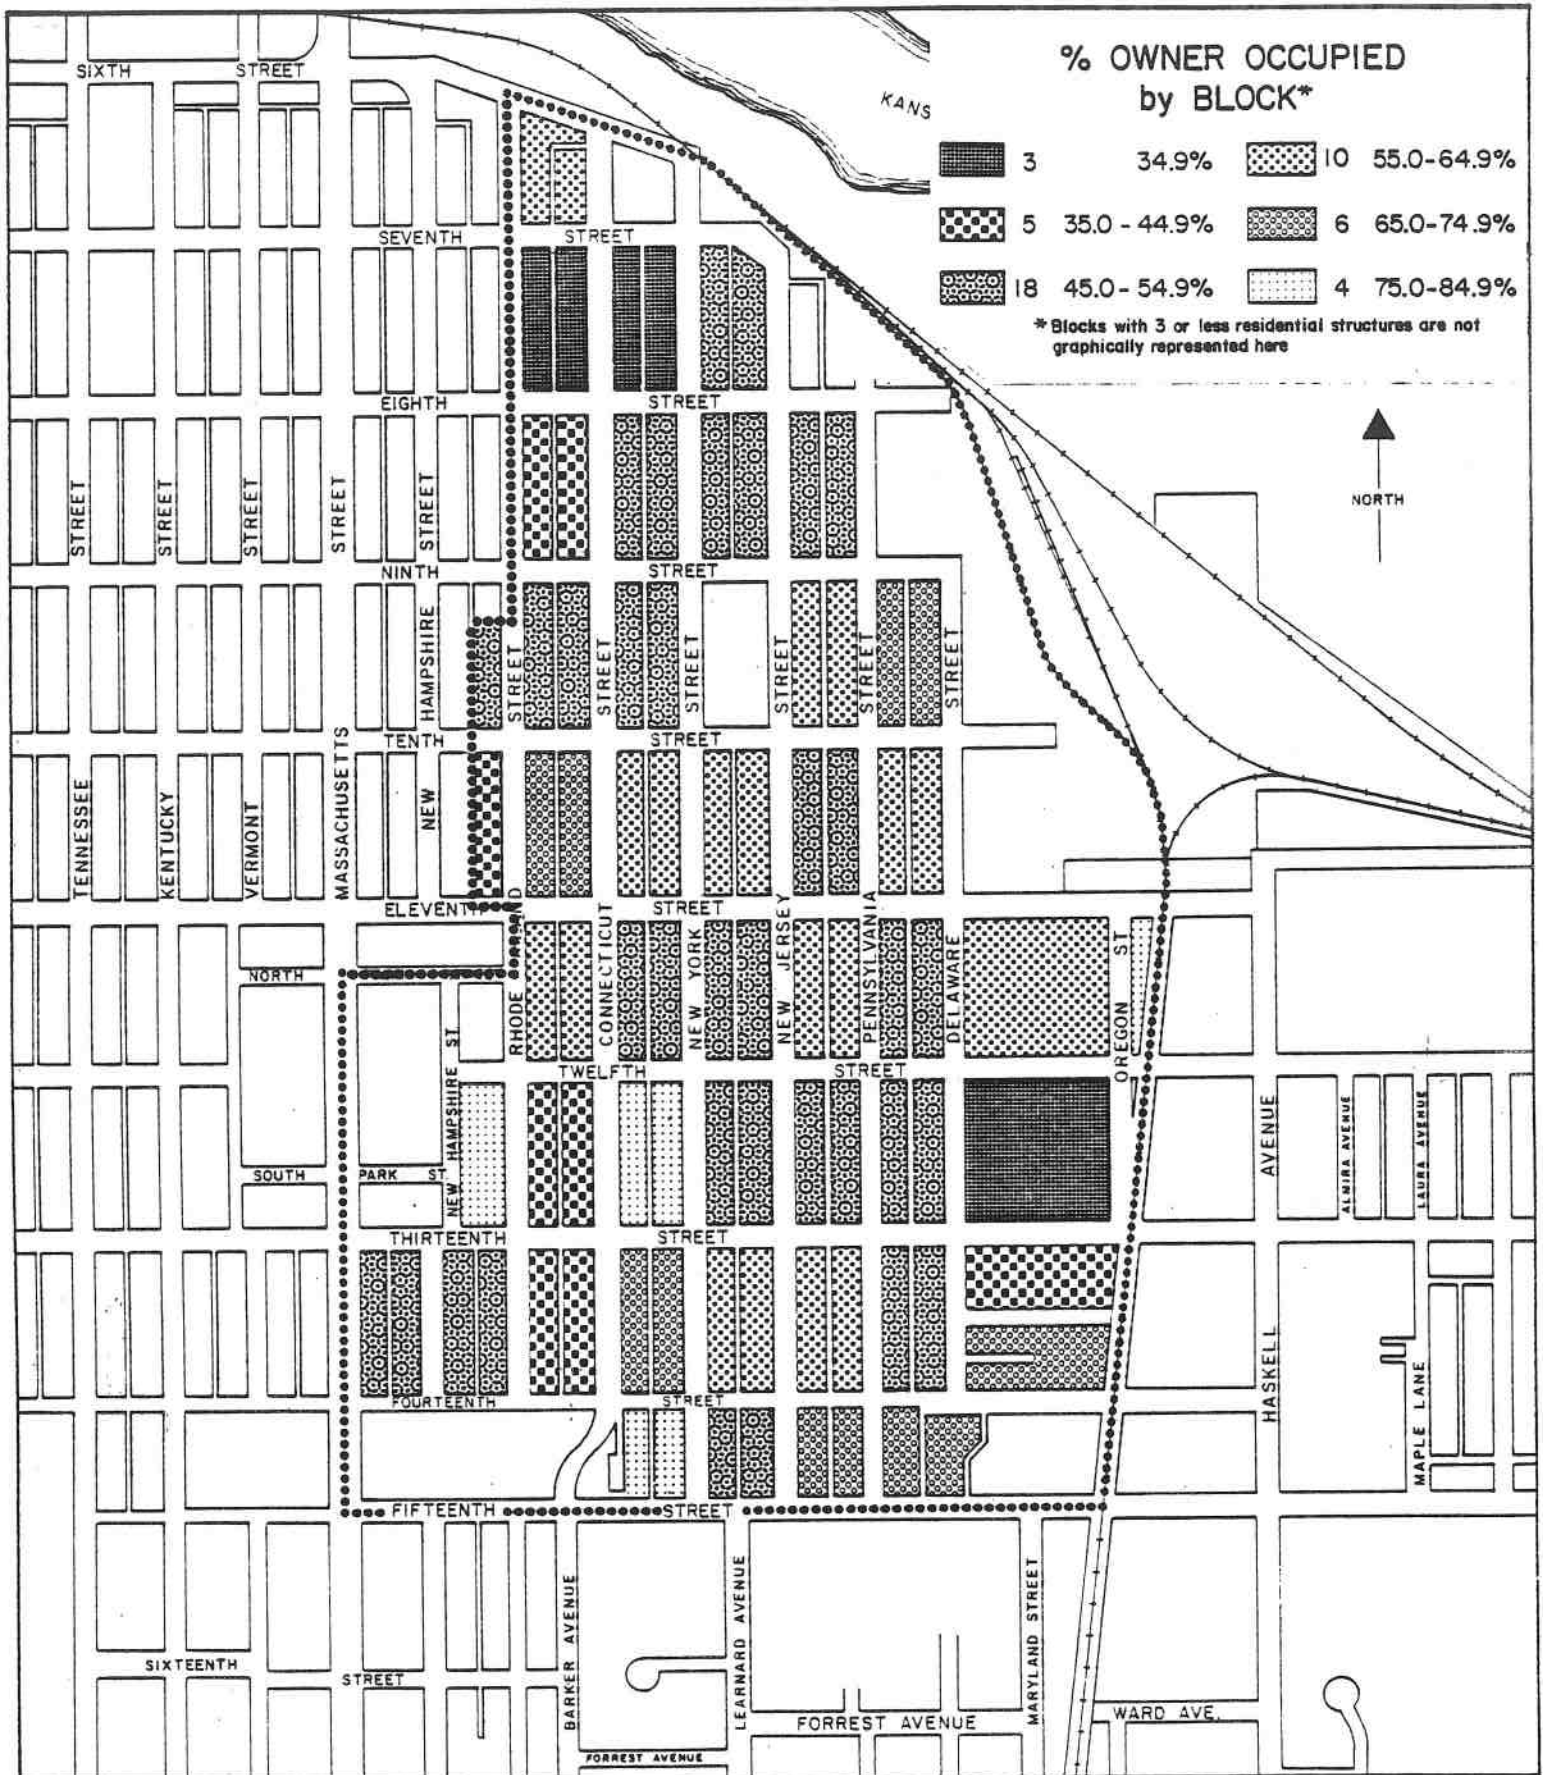 % OWNER OCCUPIED
by BLOCK*
3 34.9%
10 55.0-64.9%
5 35.0 - 44.9%
6 65.0-74.9%
18 45.0- 54.9%
4 75.0-84.9%
* Blocks with 3 or less residential structures are not
graphically represented here
KANS
NORTH
SIXTH STREET
SEVENTH STREET
EIGHTH STREET
STREET
STREET
STREET
STREET
STREET
NINTH STREET
HAMPSHIRE
STREET
STREET
STREET
STREET
STREET
STREET
TENTH STREET
TENNESSEE
KENTUCKY
VERMONT
MASSACHUSETTS
NEW
ELEVENTH STREET
NORTH
RHODE
ND
CONNECTICUT
NEW YORK
NEW JERSEY
PENNSYLVANIA
DELAWARE
OREGON ST
TWELFTH STREET
NEW HAMPSHIRE ST.
SOUTH PARK ST.
AVENUE
ALMIRA AVENUE
LAURA AVENUE
THIRTEENTH STREET
HASKELL
MAPLE LANE
FOURTEENTH STREET
FIFTEENTH STREET
BARKER AVENUE
LEARNARD AVENUE
MARYLAND STREET
SIXTEENTH STREET
FORREST AVENUE
WARD AVE.
FORREST AVENUE